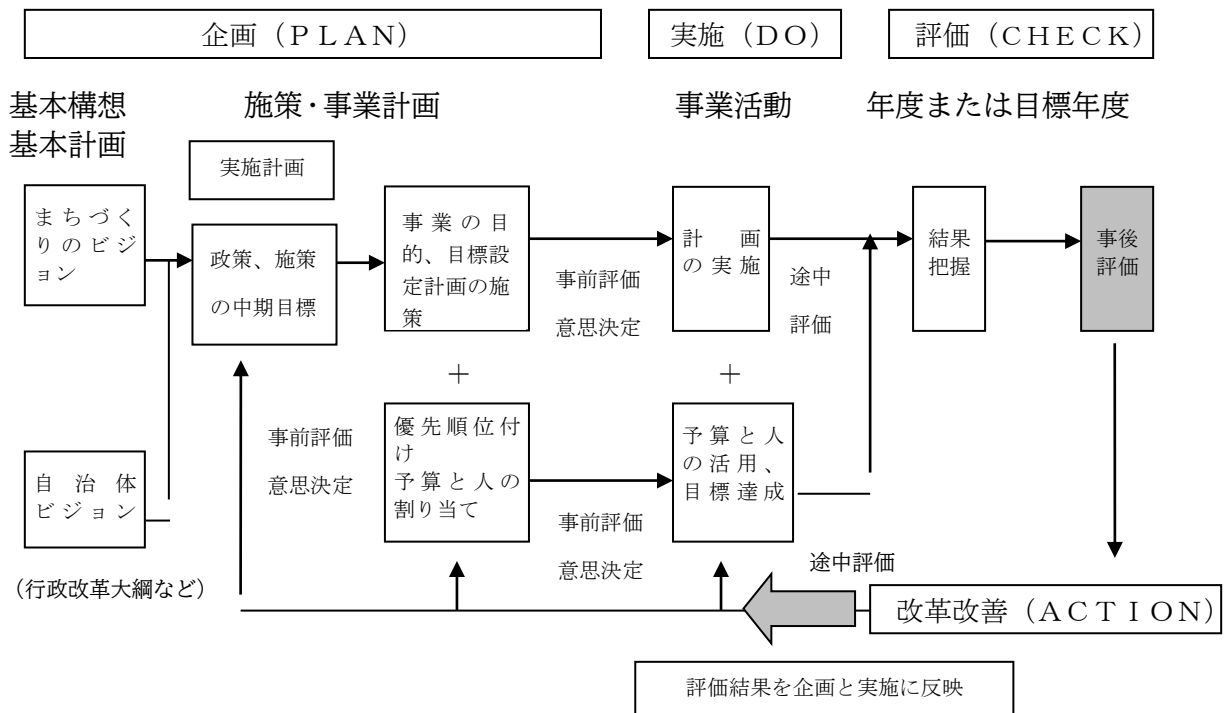 企画（ＰＬＡＮ）
実施（ＤＯ）
評価（ＣＨＥＣＫ）
基本構想
基本計画
施策・事業計画
事業活動
年度または目標年度
実施計画
まちづく
りのビジ
ョン
政策、施策
の中期目標
事業の目
的、目標設
定計画の施
策
事前評価
意思決定
計画
の実施
途中
評価
結果
把握
事後
評価
＋
＋
自治体
ビジョン
（行政改革大綱など）
事前評価
意思決定
優先順位付
け
予算と人の
割り当て
事前評価
意思決定
予算と人
の活用、
目標達成
途中評価
改革改善（ＡＣＴＩＯＮ）
評価結果を企画と実施に反映